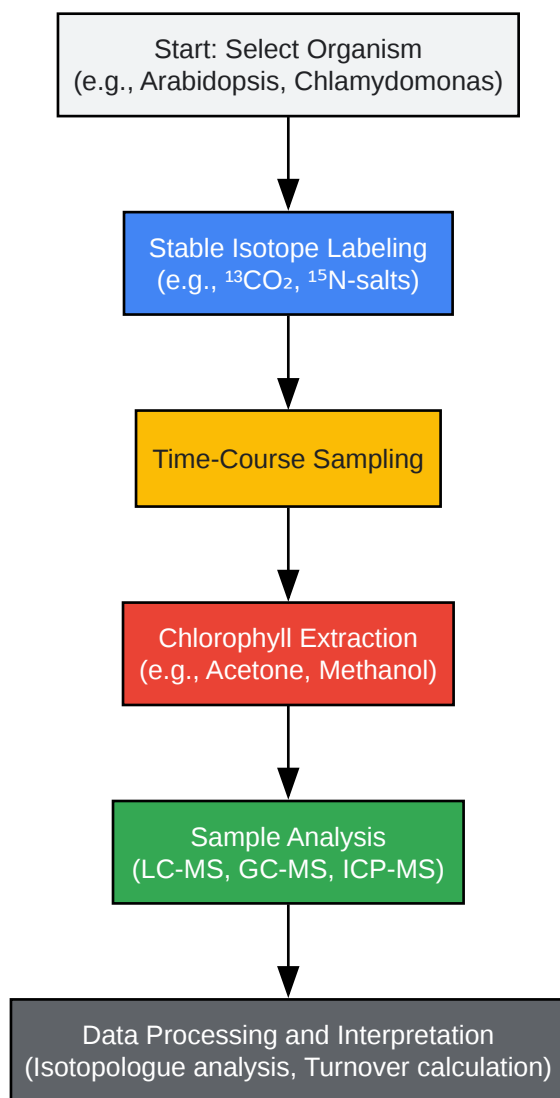 Start: Select Organism
(e.g., Arabidopsis, Chlamydomonas)
Stable Isotope Labeling
(e.g., ¹³CO₂, ¹⁵N-salts)
Time-Course Sampling
Chlorophyll Extraction
(e.g., Acetone, Methanol)
Sample Analysis
(LC-MS, GC-MS, ICP-MS)
Data Processing and Interpretation
(Isotopologue analysis, Turnover calculation)